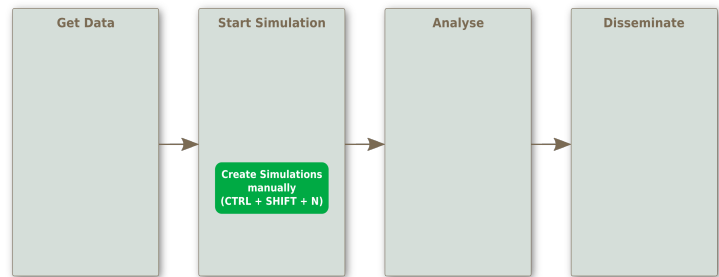 Get Data
Start Simulation
Analyse
Disseminate
Create Simulations
manually
(CTRL + SHIFT + N)